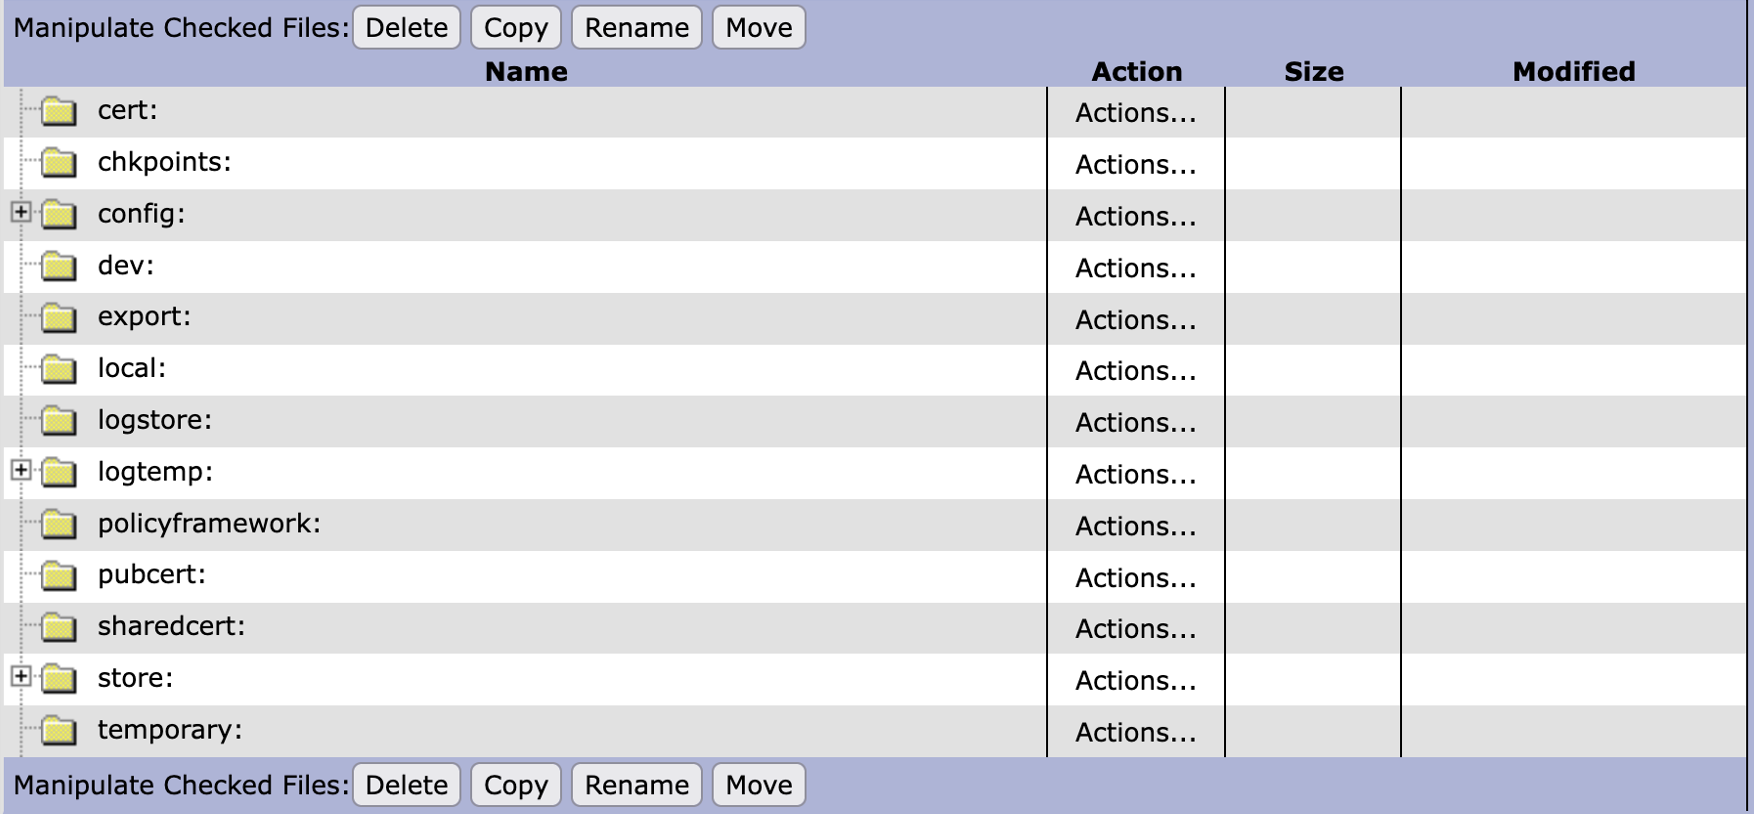 Manipulate Checked Files: Delete Copy Rename Move
Name Action Size Modified
cert: Actions...
chkpoints: Actions...
config: Actions...
dev: Actions...
export: Actions...
local: Actions...
logstore: Actions...
logtemp: Actions...
policyframework: Actions...
pubcert: Actions...
sharedcert: Actions...
store: Actions...
temporary: Actions...
Manipulate Checked Files: Delete Copy Rename Move